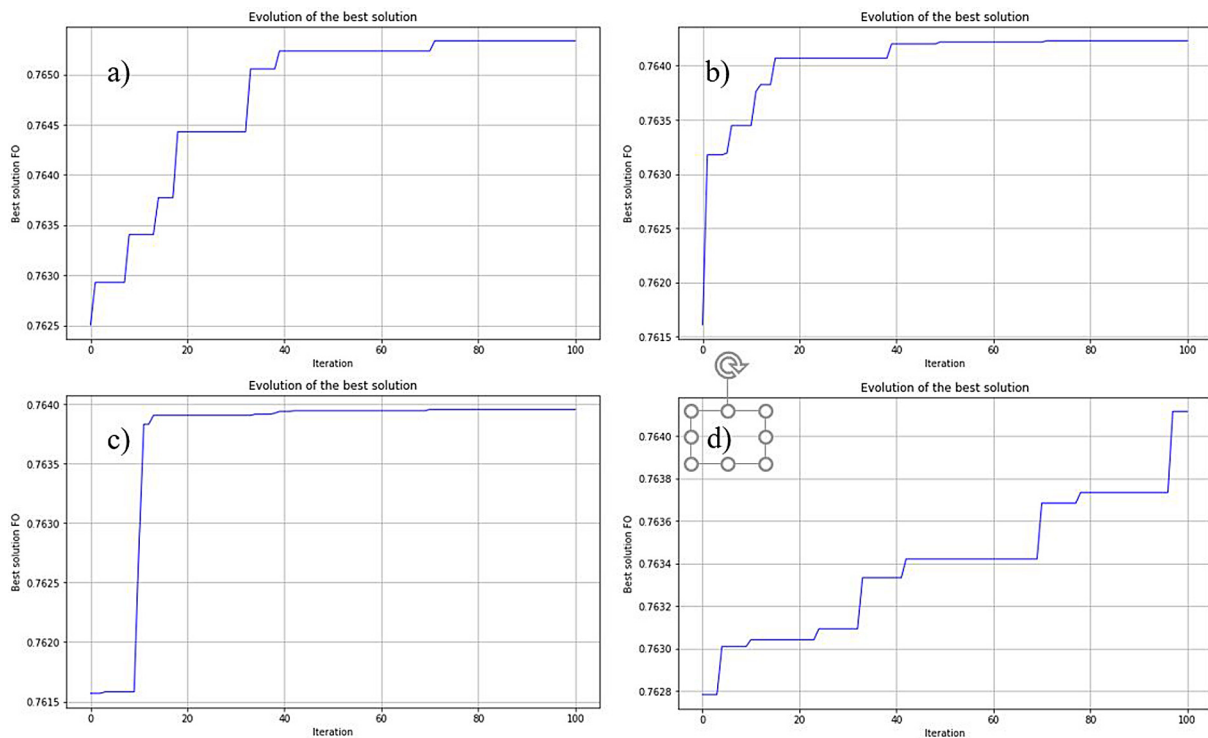 Evolution of the best solution
a)
Best solution FO
0.7650
0.7645
0.7640
0.7635
0.7630
0.7625
0 20 40 60 80 100
Iteration
Evolution of the best solution
b)
Best solution FO
0.7640
0.7635
0.7630
0.7625
0.7620
0.7615
0 20 40 60 80 100
Iteration
Evolution of the best solution
c)
Best solution FO
0.7640
0.7635
0.7630
0.7625
0.7620
0.7615
0 20 40 60 80 100
Iteration
Evolution of the best solution
d)
Best solution FO
0.7640
0.7638
0.7636
0.7634
0.7632
0.7630
0.7628
0 20 40 60 80 100
Iteration